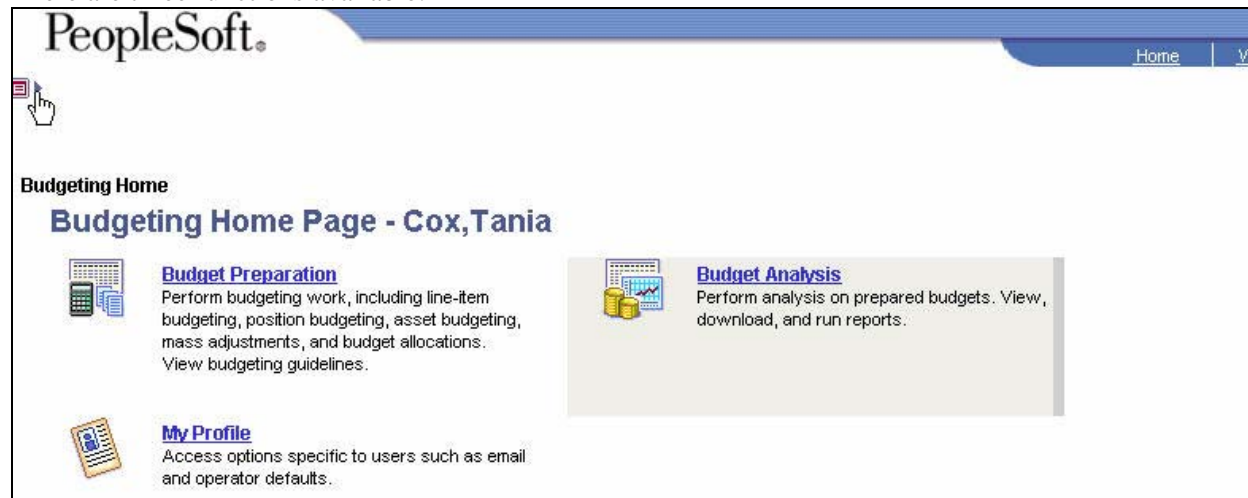 PeopleSoft®
Home
Budgeting Home
Budgeting Home Page - Cox,Tania
Budget Preparation
Perform budgeting work, including line-item
budgeting, position budgeting, asset budgeting,
mass adjustments, and budget allocations.
View budgeting guidelines.
Budget Analysis
Perform analysis on prepared budgets. View,
download, and run reports.
My Profile
Access options specific to users such as email
and operator defaults.